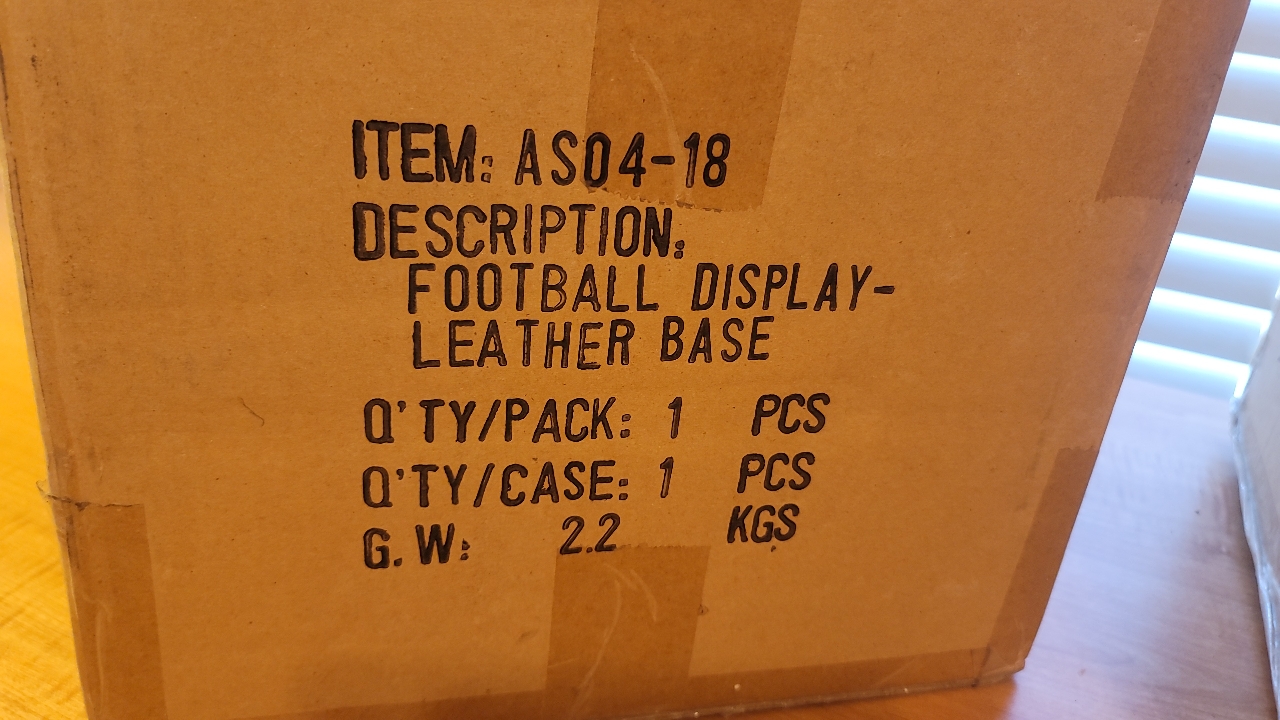 ITEM: AS04-18
DESCRIPTION:
FOOTBALL DISPLAY-
LEATHER BASE
Q'TY/PACK: 1 PCS
Q'TY/CASE: 1 PCS
G.W: 2.2 KGS